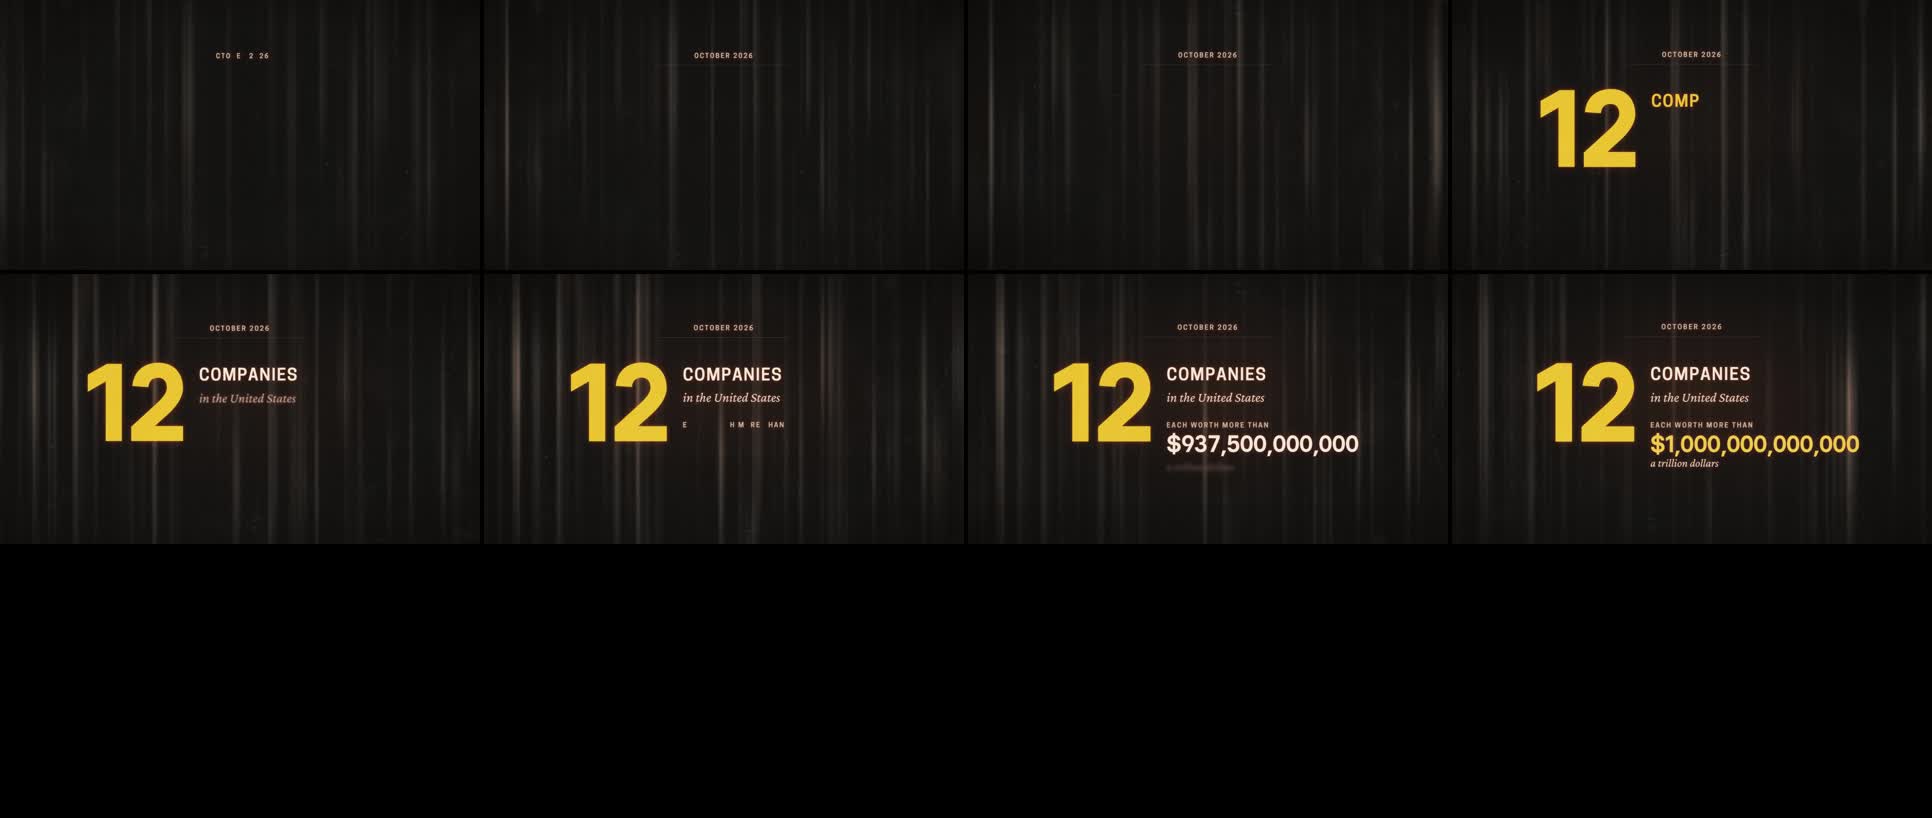 CTO E 2 26
OCTOBER 2026
OCTOBER 2026
OCTOBER 2026
12 COMP
OCTOBER 2026
12 COMPANIES
in the United States
OCTOBER 2026
12 COMPANIES
in the United States
E H M RE HAN
OCTOBER 2026
12 COMPANIES
in the United States
EACH WORTH MORE THAN
$937,500,000,000
OCTOBER 2026
12 COMPANIES
in the United States
EACH WORTH MORE THAN
$1,000,000,000,000
a trillion dollars